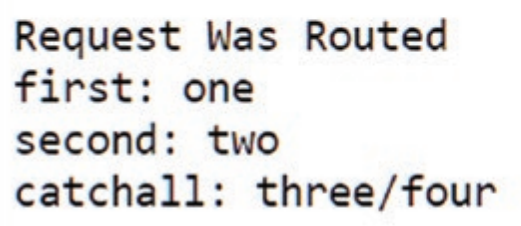 Request Was Routed
first: one
second: two
catchall: three/four